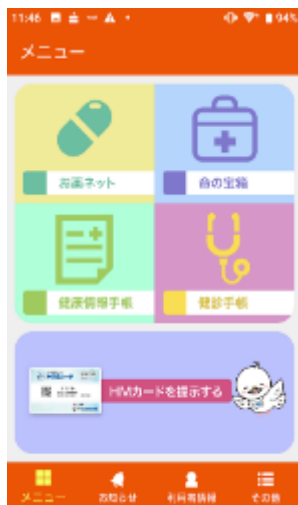 11:46
94%
メニュー
お薬ネット
命の宝箱
健康情報手帳
健診手帳
HMカードを提示する
メニュー
お知らせ
利用者情報
その他